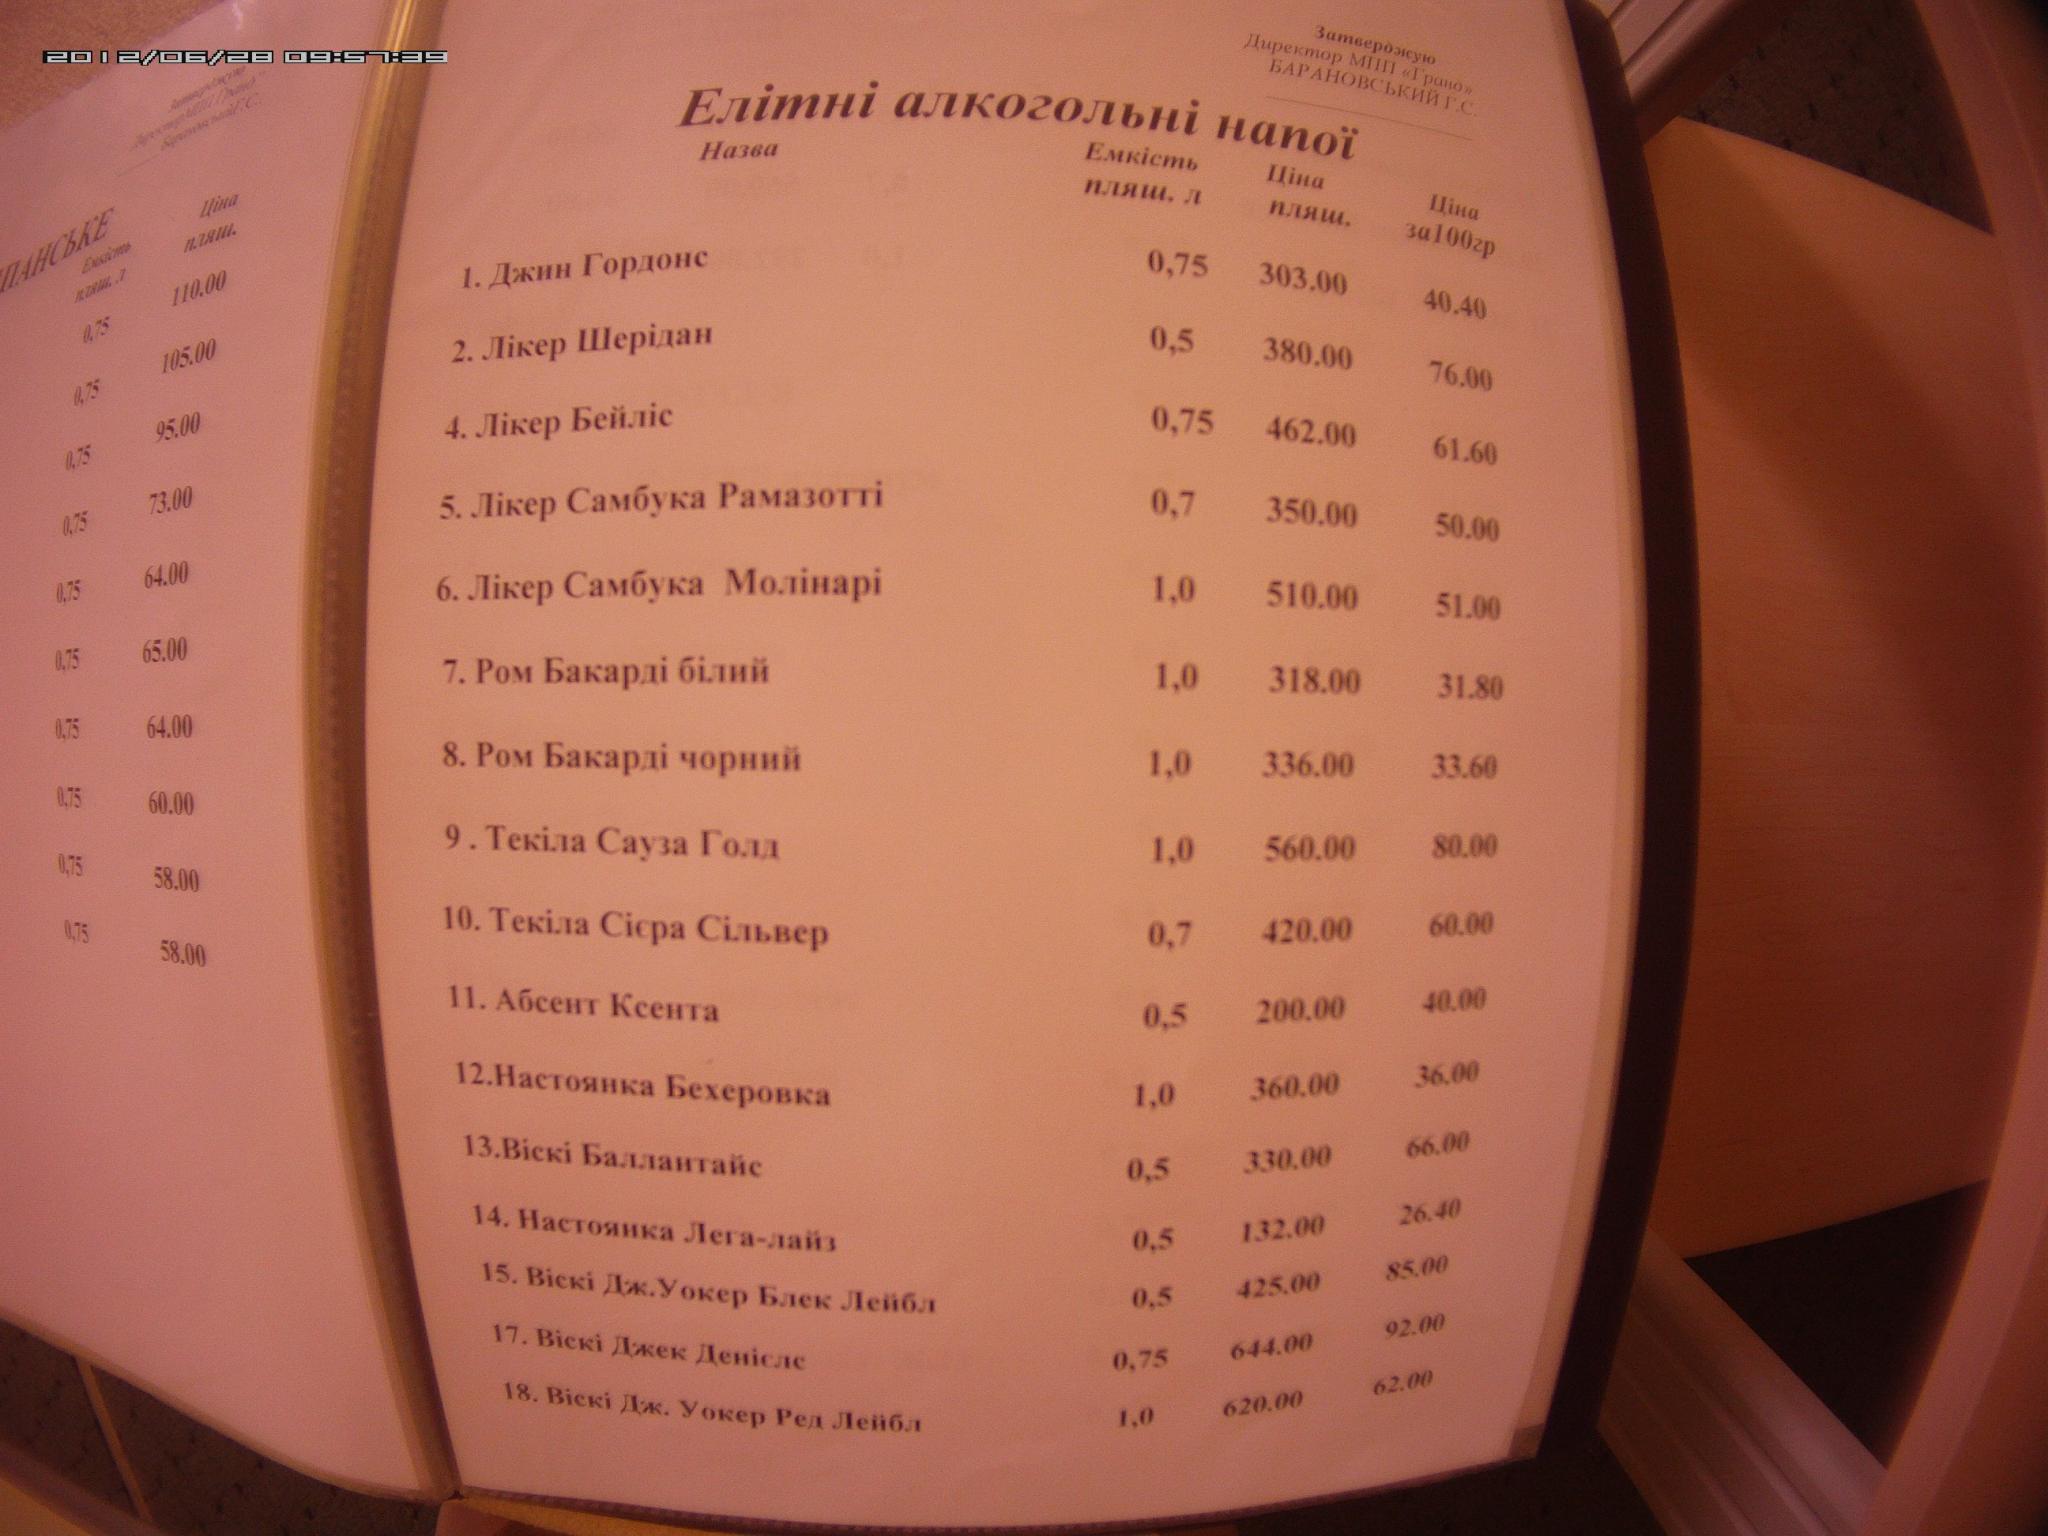 2012/06/28 09:57:39
Затверджую
Директор МПП Грано"
Барановський Г.С.
ПАНСЬКЕ
Емкість
пляш. л
Ціна
пляш.
0,75 110.00
0,75 105.00
0,75 95.00
0,75 73.00
0,75 64.00
0,75 65.00
0,75 64.00
0,75 60.00
0,75 58.00
0,75 58.00
Затверджую
Директор МПП «Грано»
БАРАНОВСЬКИЙ Г.С.
Елітні алкогольні напої
Назва Емкість Ціна Ціна
пляш. л пляш. за100гр
1. Джин Гордонс 0,75 303.00 40.40
2. Лікер Шерідан 0,5 380.00 76.00
4. Лікер Бейліс 0,75 462.00 61.60
5. Лікер Самбука Рамазотті 0,7 350.00 50.00
6. Лікер Самбука Молінарі 1,0 510.00 51.00
7. Ром Бакарді білий 1,0 318.00 31.80
8. Ром Бакарді чорний 1,0 336.00 33.60
9 . Текіла Сауза Голд 1,0 560.00 80.00
10. Текіла Сієра Сільвер 0,7 420.00 60.00
11. Абсент Ксента 0,5 200.00 40.00
12.Настоянка Бехеровка 1,0 360.00 36.00
13.Віскі Баллантайс 0,5 330.00 66.00
14. Настоянка Лега-лайз 0,5 132.00 26.40
15. Віскі Дж.Уокер Блек Лейбл 0,5 425.00 85.00
17. Віскі Джек Денієлс 0,75 644.00 92.00
18. Віскі Дж. Уокер Ред Лейбл 1,0 620.00 62.00